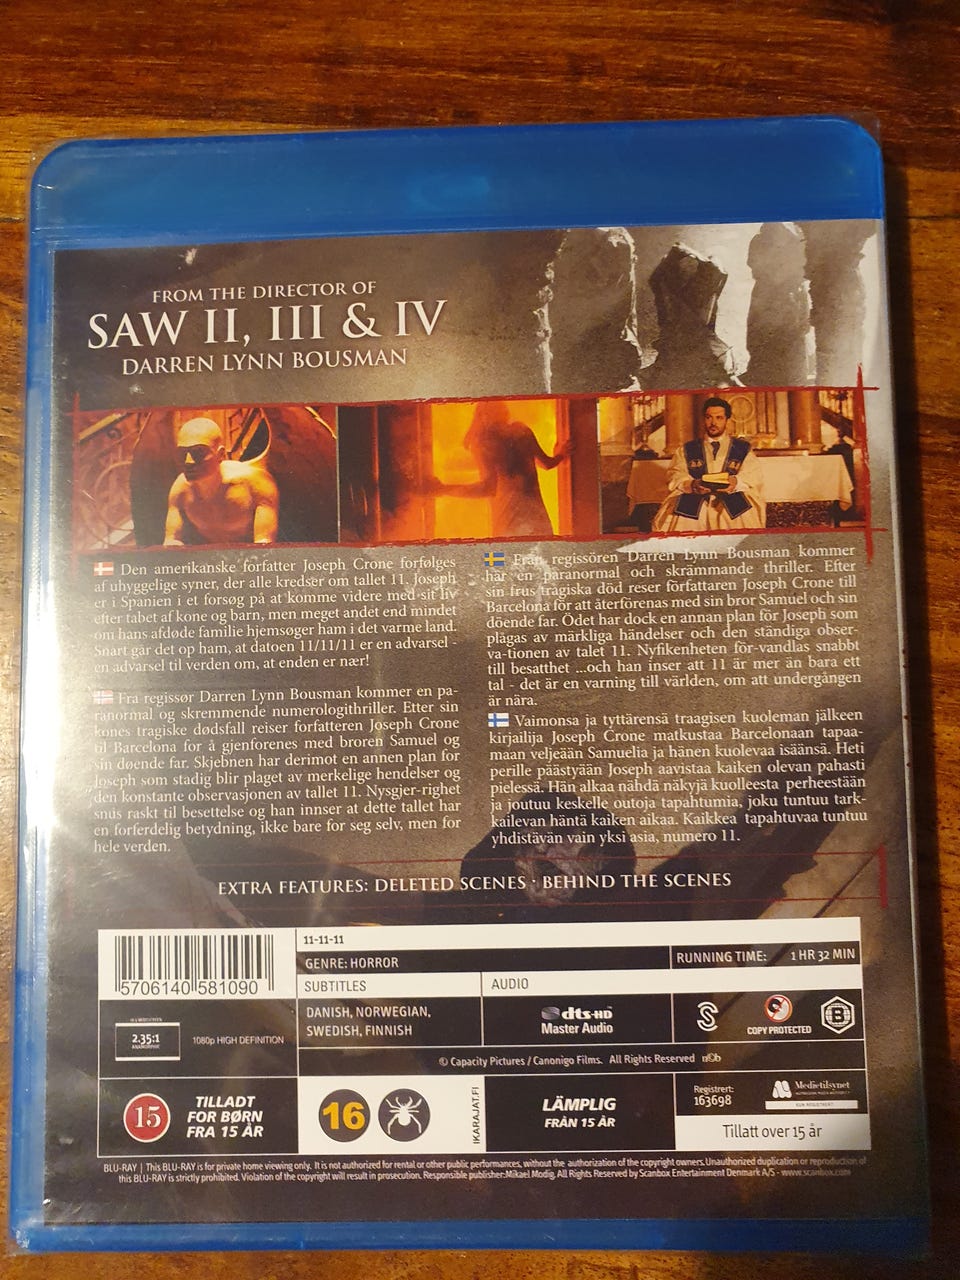 FROM THE DIRECTOR OF
SAW II, III & IV
DARREN LYNN BOUSMAN
Den amerikanske forfatter Joseph Crone forfølges
af uhyggelige syner, der alle kredser om tallet 11. Joseph
er i Spanien i et forsøg på at komme videre med sit liv
efter tabet af kone og barn, men meget andet end mindet
om hans afdøde familie hjemsøger ham i det varme land.
Snart går det op ham, at datoen 11/11/11 er en advarsel -
en advarsel til verden om, at enden er nær!
Fra regissør Darren Lynn Bousman kommer en pa-
ranormal og skremmende numerologithriller. Etter sin
kones tragiske dødsfall reiser forfatteren Joseph Crone
til Barcelona for å gjenforenes med broren Samuel og
sin døende far. Skjebnen har derimot en annen plan for
Joseph som stadig blir plaget av merkelige hendelser og
den konstante observasjonen av tallet 11. Nysgjer-righet
snus raskt til besettelse og han innser at dette tallet har
en forferdelig betydning, ikke bare for seg selv, men for
hele verden.
Från regissören Darren Lynn Bousman kommer
här en paranormal och skrämmande thriller. Efter
sin frus tragiska död reser författaren Joseph Crone till
Barcelona för att återförenas med sin bror Samuel och sin
döende far. Ödet har dock en annan plan för Joseph som
plågas av märkliga händelser och den ständiga obser-
va-tionen av talet 11. Nyfikenheten för-vandlas snabbt
till besatthet ...och han inser att 11 är mer än bara ett
tal - det är en varning till världen, om att undergången
är nära.
Vaimonsa ja tyttärensä traagisen kuoleman jälkeen
kirjailija Joseph Crone matkustaa Barcelonaan tapaa-
maan veljeään Samuelia ja hänen kuolevaa isäänsä. Heti
perille päästyään Joseph aavistaa kaiken olevan pahasti
pielessä. Hän alkaa nähdä näkyjä kuolleesta perheestään
ja joutuu keskelle outoja tapahtumia, joku tuntuu tark-
kailevan häntä kaiken aikaa. Kaikkea tapahtuvaa tuntuu
yhdistävän vain yksi asia, numero 11.
EXTRA FEATURES: DELETED SCENES · BEHIND THE SCENES
5706140 581090
11-11-11
GENRE: HORROR
RUNNING TIME: 1 HR 32 MIN
SUBTITLES
AUDIO
DANISH, NORWEGIAN,
SWEDISH, FINNISH
dts-HD
Master Audio
S
COPY PROTECTED
B
16:9 WIDESCREEN
2.35:1
ANAMORPHIC
1080p HIGH DEFINITION
© Capacity Pictures / Canonigo Films. All Rights Reserved
n©b
15
TILLADT
FOR BØRN
FRA 15 ÅR
16
IKARAJAT.FI
LÄMPLIG
FRÅN 15 ÅR
Registrert:
163698
Medietilsynet
Tillatt over 15 år
BLU-RAY | This BLU-RAY is for private home viewing only. It is not authorized for rental or other public performances, without the authorization of the copyright owners. Unauthorized duplication or reproduction of
this BLU-RAY is strictly prohibited. Violation of the copyright will result in prosecution. Responsible publisher: Mikael Modig, All Rights Reserved by Scanbox Entertainment Denmark A/S - www.scanbox.com